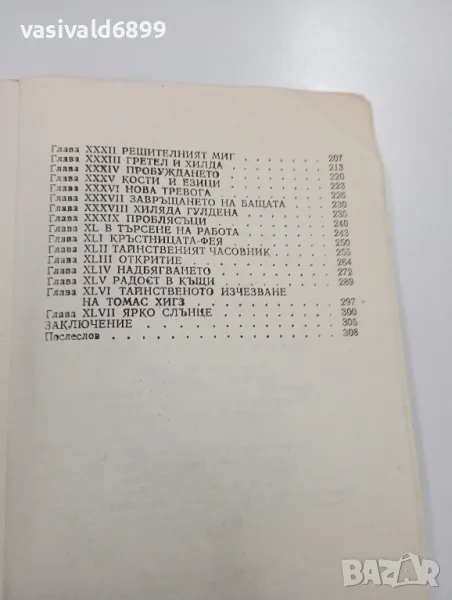 vasivald6899
Глава XXXII РЕШИТЕЛНИЯТ МИГ . . . . . . 207
Глава XXXIII ГРЕТЕЛ И ХИЛДА . . . . . . 213
Глава XXXIV ПРОБУЖДАНЕТО . . . . . . 220
Глава XXXV КОСТИ И ЕЗИЦИ . . . . . . 223
Глава XXXVI НОВА ТРЕВОГА . . . . . . 226
Глава XXXVII ЗАВРЪЩАНЕТО НА БАЩАТА . . 230
Глава XXXVIII ХИЛЯДА ГУЛДЕНА . . . . . 235
Глава XXXIX ПРОБЛЯСЪЦИ . . . . . . 240
Глава XL В ТЪРСЕНЕ НА РАБОТА . . . . . 243
Глава XLI КРЪСТНИЦАТА-ФЕЯ . . . . . . 250
Глава XLII ТАЙНСТВЕНИЯТ ЧАСОВНИК . . . 255
Глава XLIII ОТКРИТИЕ . . . . . . . 264
Глава XLIV НАДБЯГВАНЕТО . . . . . . 272
Глава XLV РАДОСТ В КЪЩИ . . . . . . 289
Глава XLVI ТАЙНСТВЕНОТО ИЗЧЕЗВАНЕ
НА ТОМАС ХИГЗ . . . . . . . 297
Глава XLVII ЯРКО СЛЪНЦЕ . . . . . . 300
ЗАКЛЮЧЕНИЕ . . . . . . . . . 305
Послеслов . . . . . . . . . . 308
BAZAR
bg